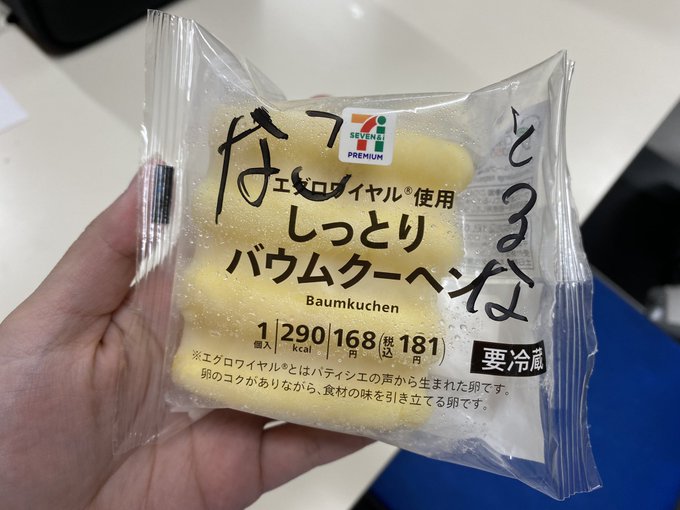 なご
とるな
7
SEVEN&i
PREMIUM
エグロワイヤル®使用
しっとり
バウムクーヘン
Baumkuchen
1個入 290kcal 168円 (税込181円)
要冷蔵
※エグロワイヤル®とはパティシエの声から生まれた卵です。
卵のコクがありながら、食材の味を引き立てる卵です。